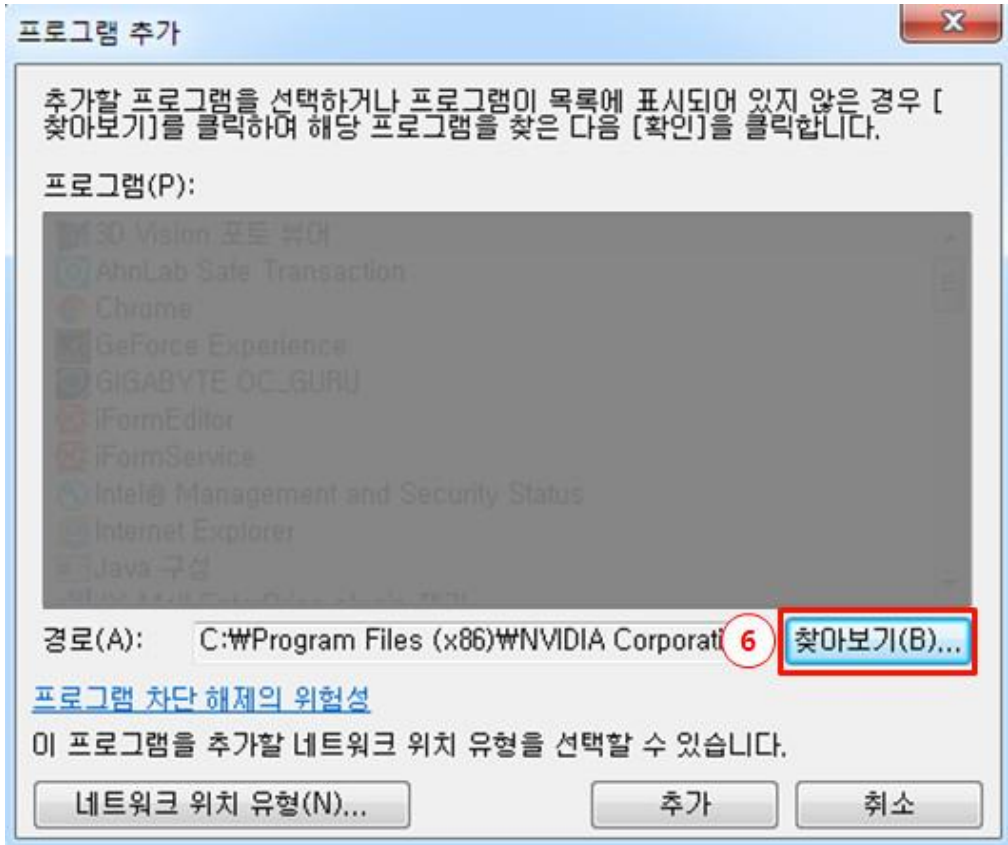 프로그램 추가
추가할 프로그램을 선택하거나 프로그램이 목록에 표시되어 있지 않은 경우 [
찾아보기]를 클릭하여 해당 프로그램을 찾은 다음 [확인]을 클릭합니다.
프로그램(P):
3D Vision 포토 뷰어
AhnLab Safe Transaction
Chrome
GeForce Experience
GIGABYTE OC_GURU
iFormEditor
iFormService
Intel® Management and Security Status
Internet Explorer
Java 구성
경로(A): C:₩Program Files (x86)₩NVIDIA Corporati 6 찾아보기(B)...
프로그램 차단 해제의 위험성
이 프로그램을 추가할 네트워크 위치 유형을 선택할 수 있습니다.
네트워크 위치 유형(N)... 추가 취소